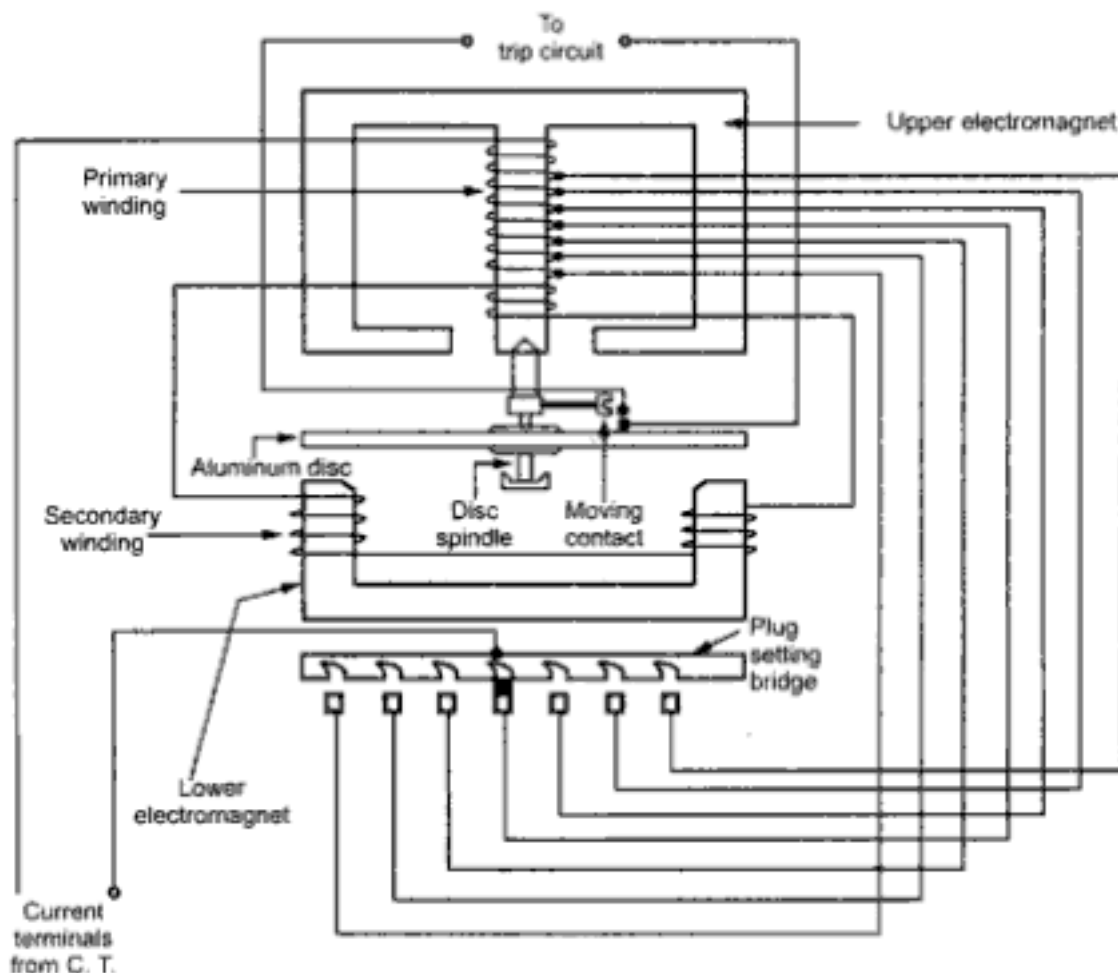 To
trip circuit
Upper electromagnet
Primary
winding
Aluminum disc
Secondary
winding
Disc
spindle
Moving
contact
Plug
setting
bridge
Lower
electromagnet
Current
terminals
from C. T.